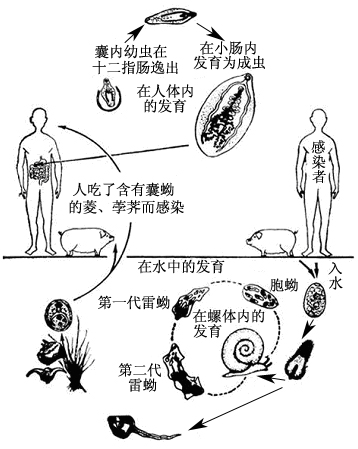 囊内幼虫在
十二指肠逸出
在小肠内
发育为成虫
在人体内
的发育
感染者
人吃了含有囊蚴
的菱、荸荠而感染
在水中的发育
入水
胞蚴
第一代雷蚴
在螺体内的
发育
第二代
雷蚴